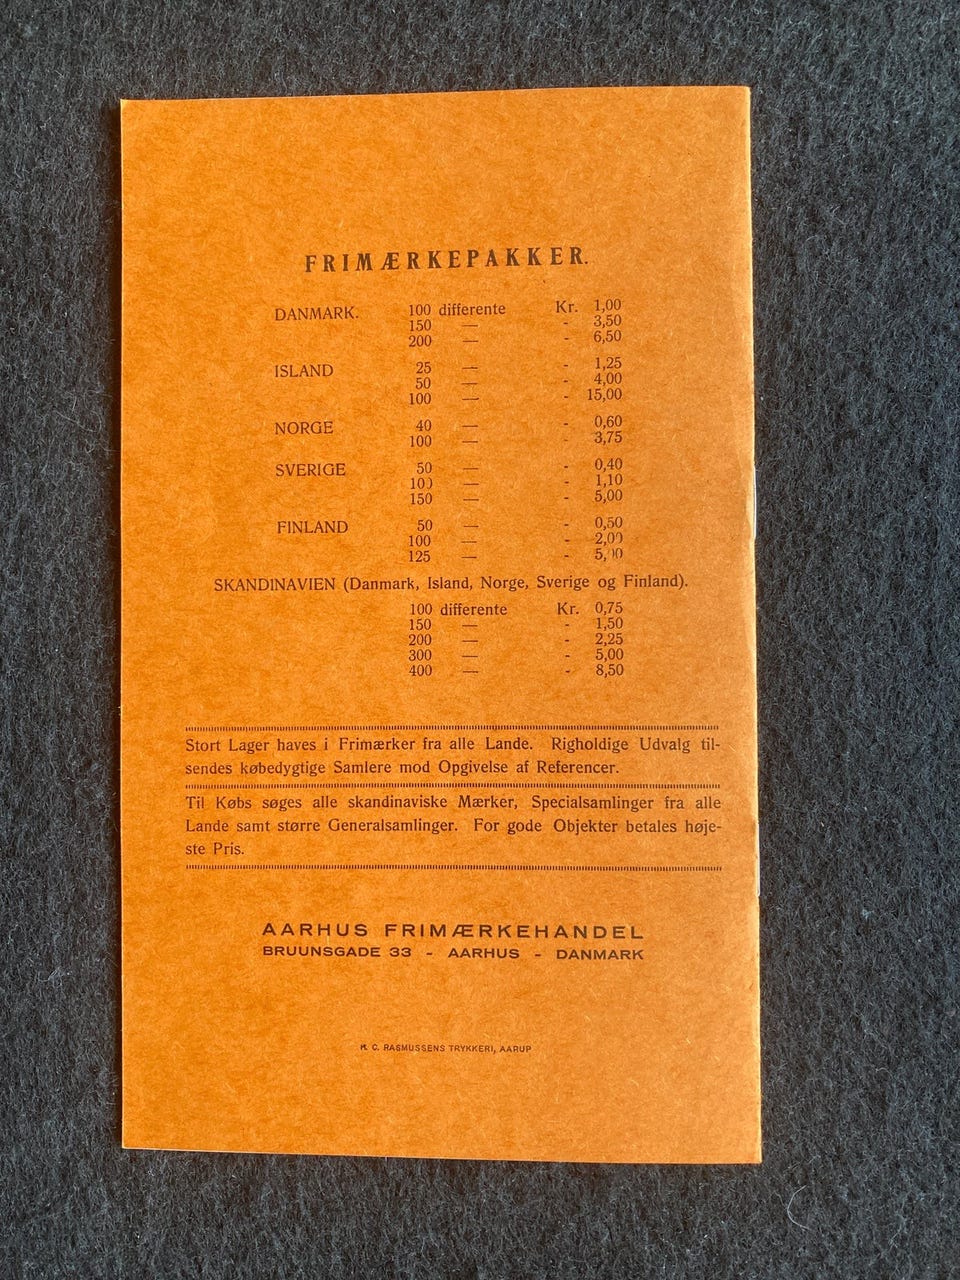 FRIMÆRKEPAKKER.
DANMARK. 100 differente Kr. 1,00
150 — - 3,50
200 — - 6,50
ISLAND 25 — - 1,25
50 — - 4,00
100 — - 15,00
NORGE 40 — - 0,60
100 — - 3,75
SVERIGE 50 — - 0,40
100 — - 1,10
150 — - 5,00
FINLAND 50 — - 0,50
100 — - 2,00
125 — - 5,00
SKANDINAVIEN (Danmark, Island, Norge, Sverige og Finland).
100 differente Kr. 0,75
150 — - 1,50
200 — - 2,25
300 — - 5,00
400 — - 8,50
Stort Lager haves i Frimærker fra alle Lande. Righoldige Udvalg til-
sendes købedygtige Samlere mod Opgivelse af Referencer.
Til Købs søges alle skandinaviske Mærker, Specialsamlinger fra alle
Lande samt større Generalsamlinger. For gode Objekter betales høje-
ste Pris.
AARHUS FRIMÆRKEHANDEL
BRUUNSGADE 33 - AARHUS - DANMARK
C. RASMUSSENS TRYKKERI, AARUP